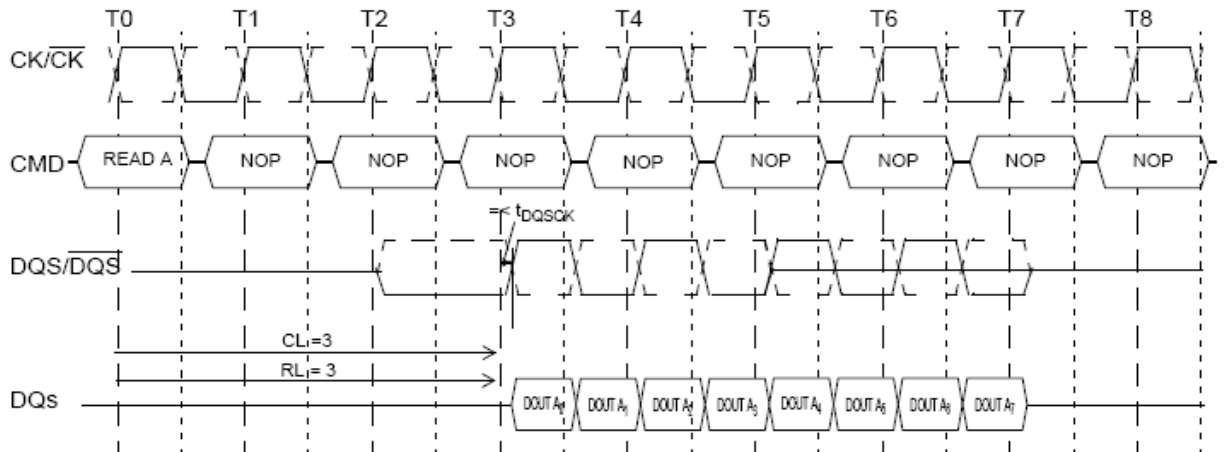 T0 T1 T2 T3 T4 T5 T6 T7 T8
CK/CK
CMD READ A NOP NOP NOP NOP NOP NOP NOP NOP
=< tDQSCK
DQS/DQS
CL = 3
RL = 3
DQs DOUT A0 DOUT A1 DOUT A2 DOUT A3 DOUT A4 DOUT A5 DOUT A6 DOUT A7